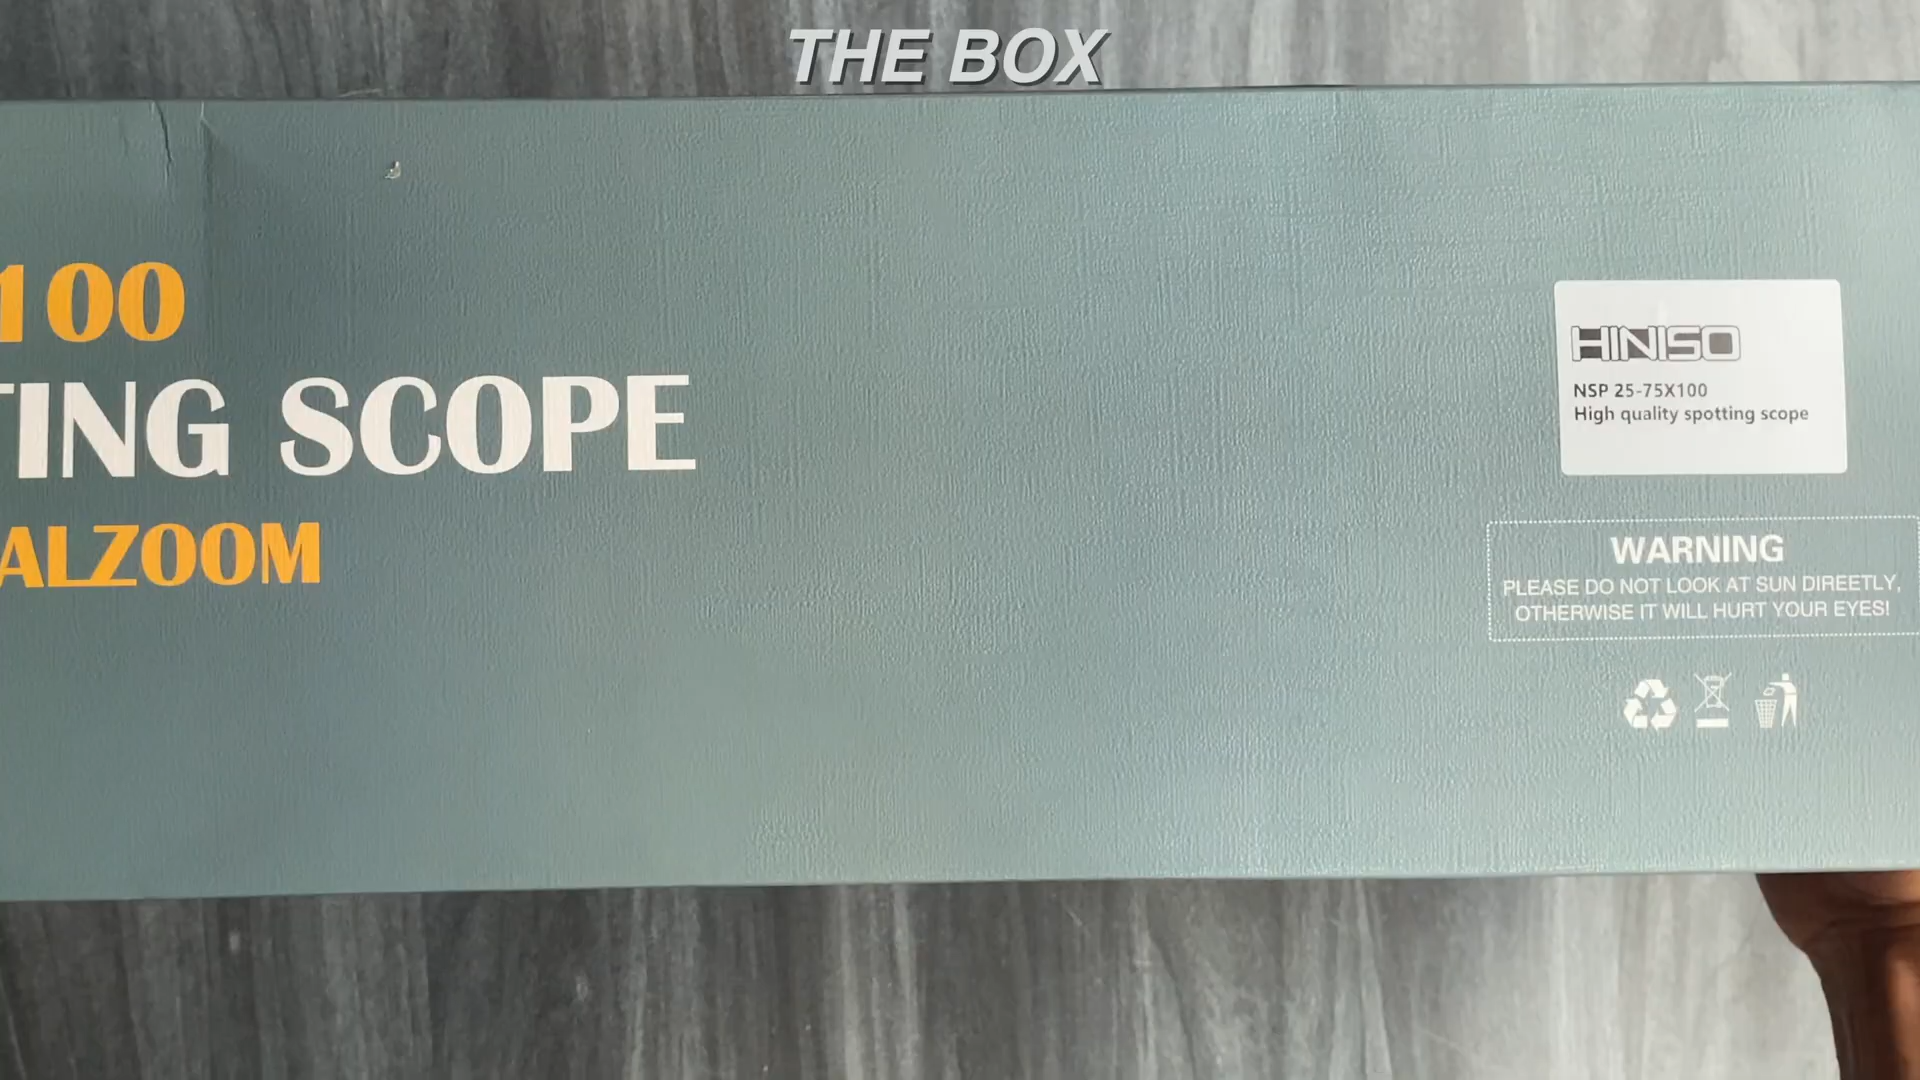 THE BOX
100
TING SCOPE
ALZOOM
HINISO
NSP 25-75X100
High quality spotting scope
WARNING
PLEASE DO NOT LOOK AT SUN DIREETLY,
OTHERWISE IT WILL HURT YOUR EYES!